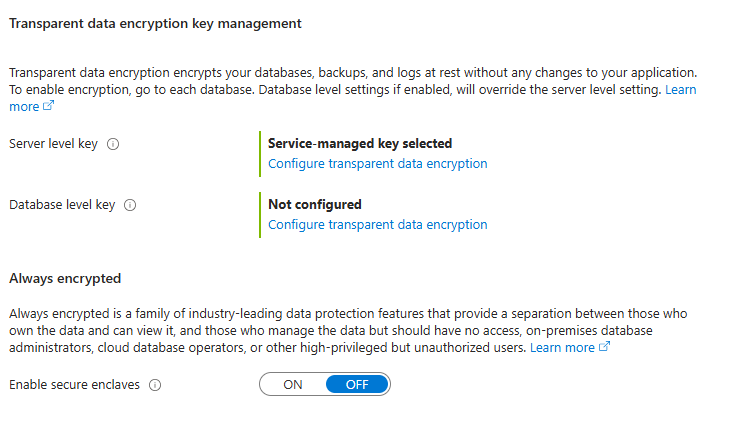 Transparent data encryption key management
Transparent data encryption encrypts your databases, backups, and logs at rest without any changes to your application.
To enable encryption, go to each database. Database level settings if enabled, will override the server level setting. Learn
more
Server level key
Service-managed key selected
Configure transparent data encryption
Database level key
Not configured
Configure transparent data encryption
Always encrypted
Always encrypted is a family of industry-leading data protection features that provide a separation between those who
own the data and can view it, and those who manage the data but should have no access, on-premises database
administrators, cloud database operators, or other high-privileged but unauthorized users. Learn more
Enable secure enclaves
ON OFF